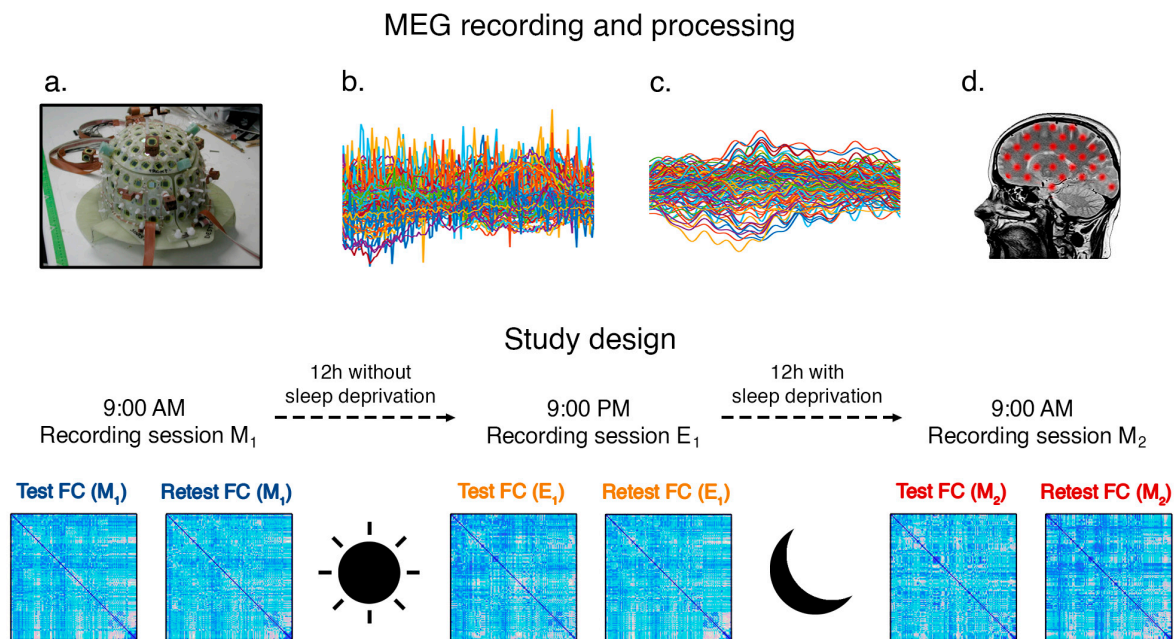 MEG recording and processing
a.
b.
c.
d.
Study design
12h without
sleep deprivation
12h with
sleep deprivation
9:00 AM
Recording session M₁
9:00 PM
Recording session E₁
9:00 AM
Recording session M₂
Test FC (M₁)
Retest FC (M₁)
Test FC (E₁)
Retest FC (E₁)
Test FC (M₂)
Retest FC (M₂)